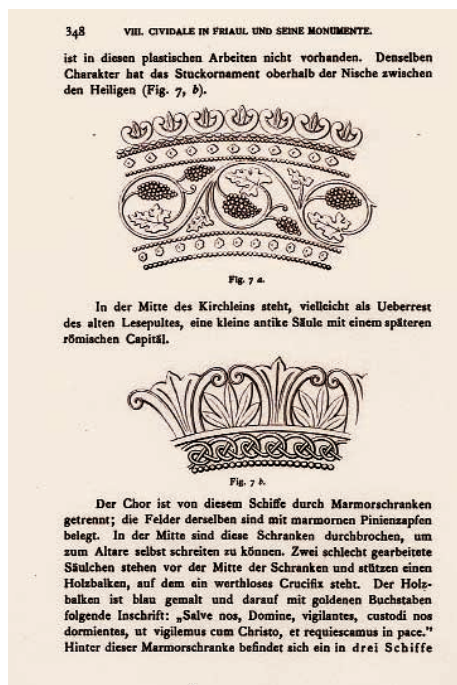 348 VIII. CIVIDALE IN FRIAUL UND SEINE MONUMENTE.
ist in diesen plastischen Arbeiten nicht vorhanden. Denselben
Charakter hat das Stuckornament oberhalb der Nische zwischen
den Heiligen (Fig. 7, b).
Fig. 7 a.
In der Mitte des Kirchleins steht, vielleicht als Ueberrest
des alten Lesepultes, eine kleine antike Säule mit einem späteren
römischen Capitäl.
Fig. 7 b.
Der Chor ist von diesem Schiffe durch Marmorschranken
getrennt; die Felder derselben sind mit marmornen Pinienzapfen
belegt. In der Mitte sind diese Schranken durchbrochen, um
zum Altare selbst schreiten zu können. Zwei schlecht gearbeitete
Säulchen stehen vor der Mitte der Schranken und stützen einen
Holzbalken, auf dem ein werthloses Crucifix steht. Der Holz-
balken ist blau gemalt und darauf mit goldenen Buchstaben
folgende Inschrift: „Salve nos, Domine, vigilantes, custodi nos
dormientes, ut vigilemus cum Christo, et requiescamus in pace.“
Hinter dieser Marmorschranke befindet sich ein in drei Schiffe